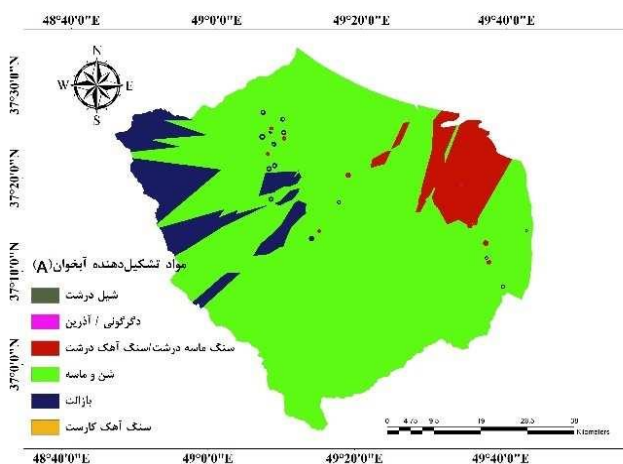 48°40'0"E 49°0'0"E 49°20'0"E 49°40'0"E
37°30'0"N
37°20'0"N
37°10'0"N
37°0'0"N
N
W E
S
مواد تشکیل‌دهنده آبخوان(A)
شیل درشت
دگرگونی / آذرین
سنگ ماسه درشت/سنگ آهک درشت
شن و ماسه
بازالت
سنگ آهک کارست
0 4.75 9.5 19 28.5 38
Kilometers
48°40'0"E 49°0'0"E 49°20'0"E 49°40'0"E